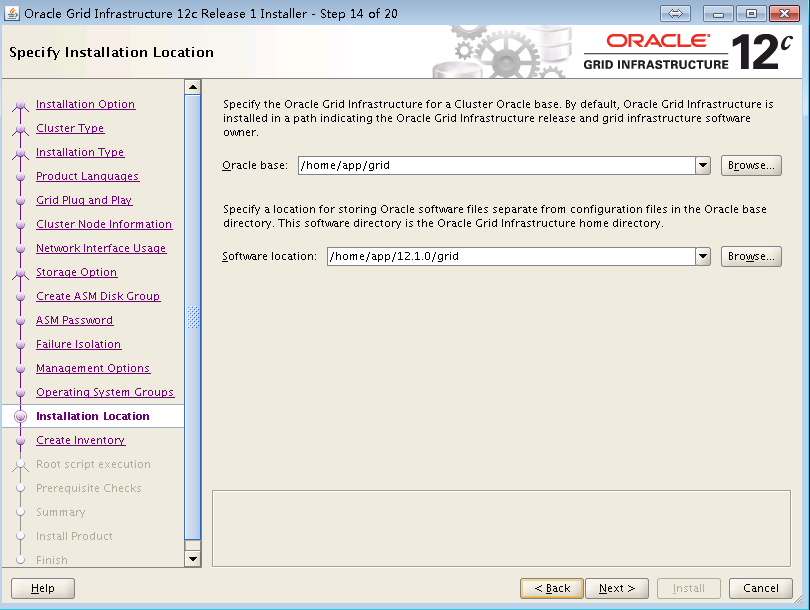 Oracle Grid Infrastructure 12c Release 1 Installer - Step 14 of 20
Specify Installation Location
ORACLE
GRID INFRASTRUCTURE
12c
Installation Option
Cluster Type
Installation Type
Product Languages
Grid Plug and Play
Cluster Node Information
Network Interface Usage
Storage Option
Create ASM Disk Group
ASM Password
Failure Isolation
Management Options
Operating System Groups
Installation Location
Create Inventory
Root script execution
Prerequisite Checks
Summary
Install Product
Finish
Specify the Oracle Grid Infrastructure for a Cluster Oracle base. By default, Oracle Grid Infrastructure is
installed in a path indicating the Oracle Grid Infrastructure release and grid infrastructure software
owner.
Oracle base: /home/app/grid Browse...
Specify a location for storing Oracle software files separate from configuration files in the Oracle base
directory. This software directory is the Oracle Grid Infrastructure home directory.
Software location: /home/app/12.1.0/grid Browse...
Help < Back Next > Install Cancel